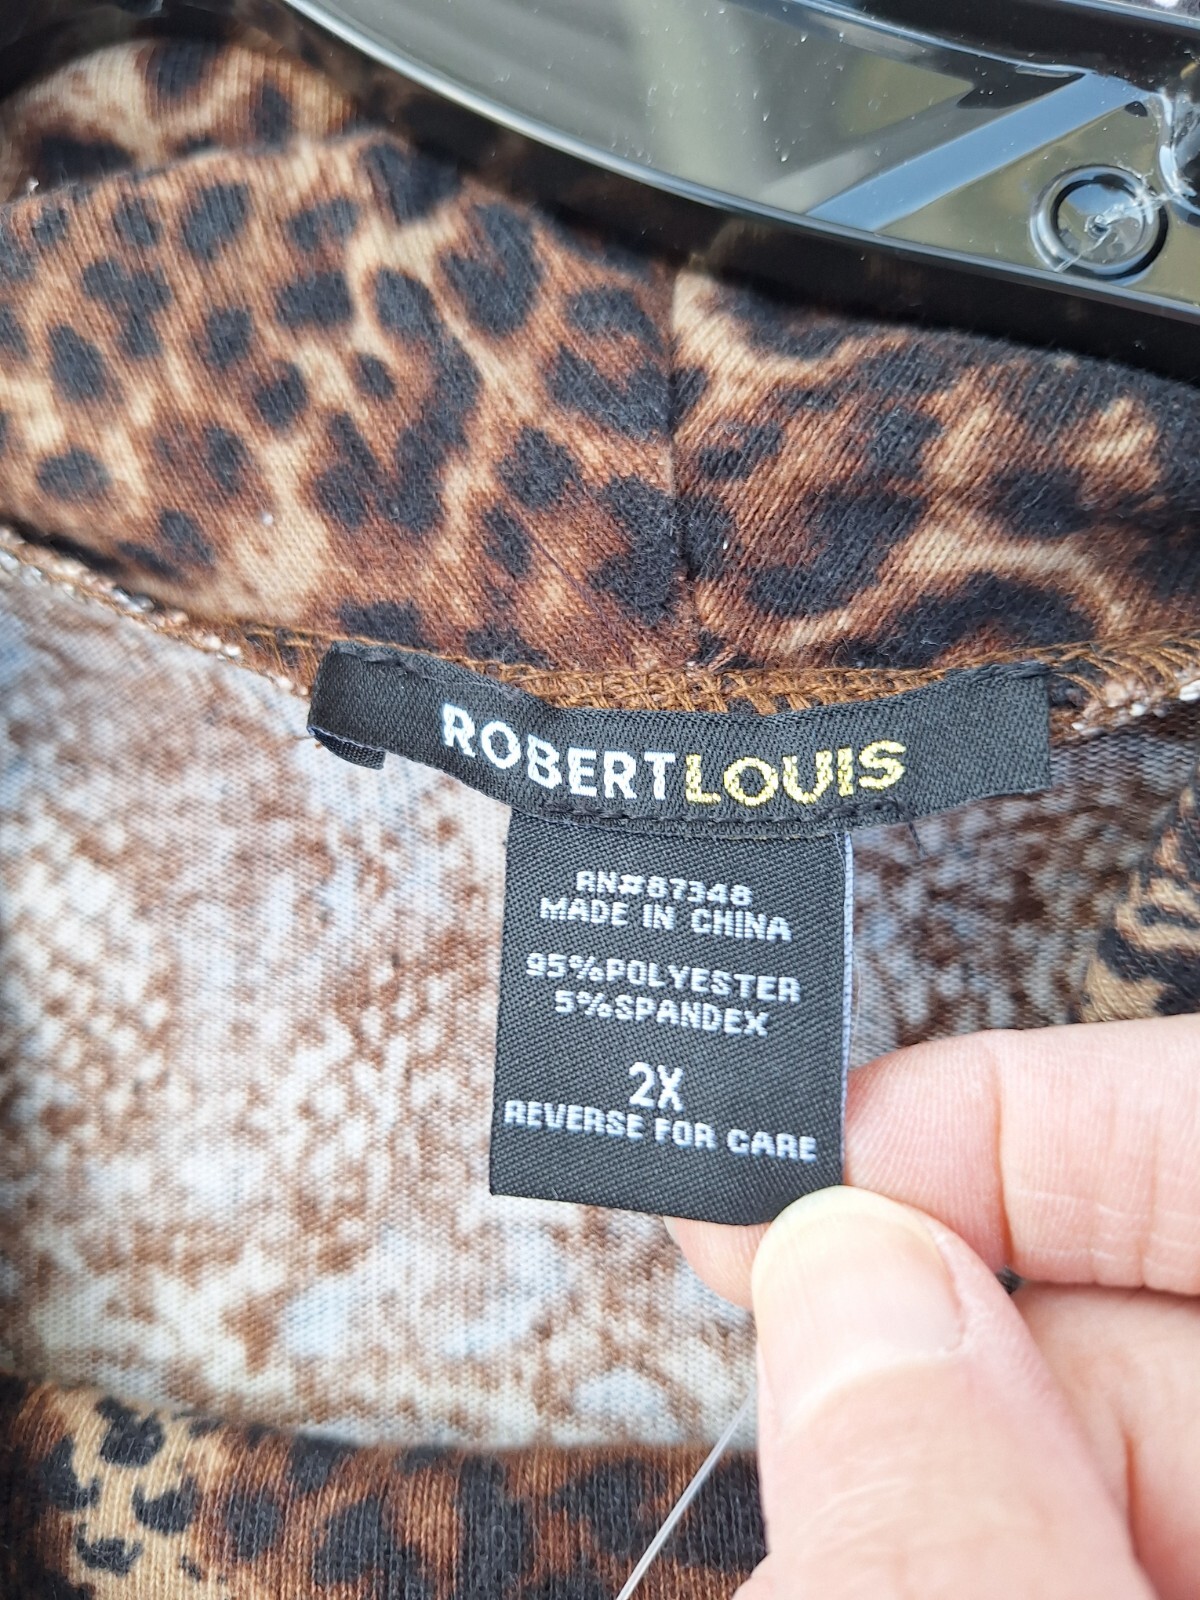 ROBERTLOUIS
RN#87348
MADE IN CHINA
95%POLYESTER
5%SPANDEX
2X
REVERSE FOR CARE